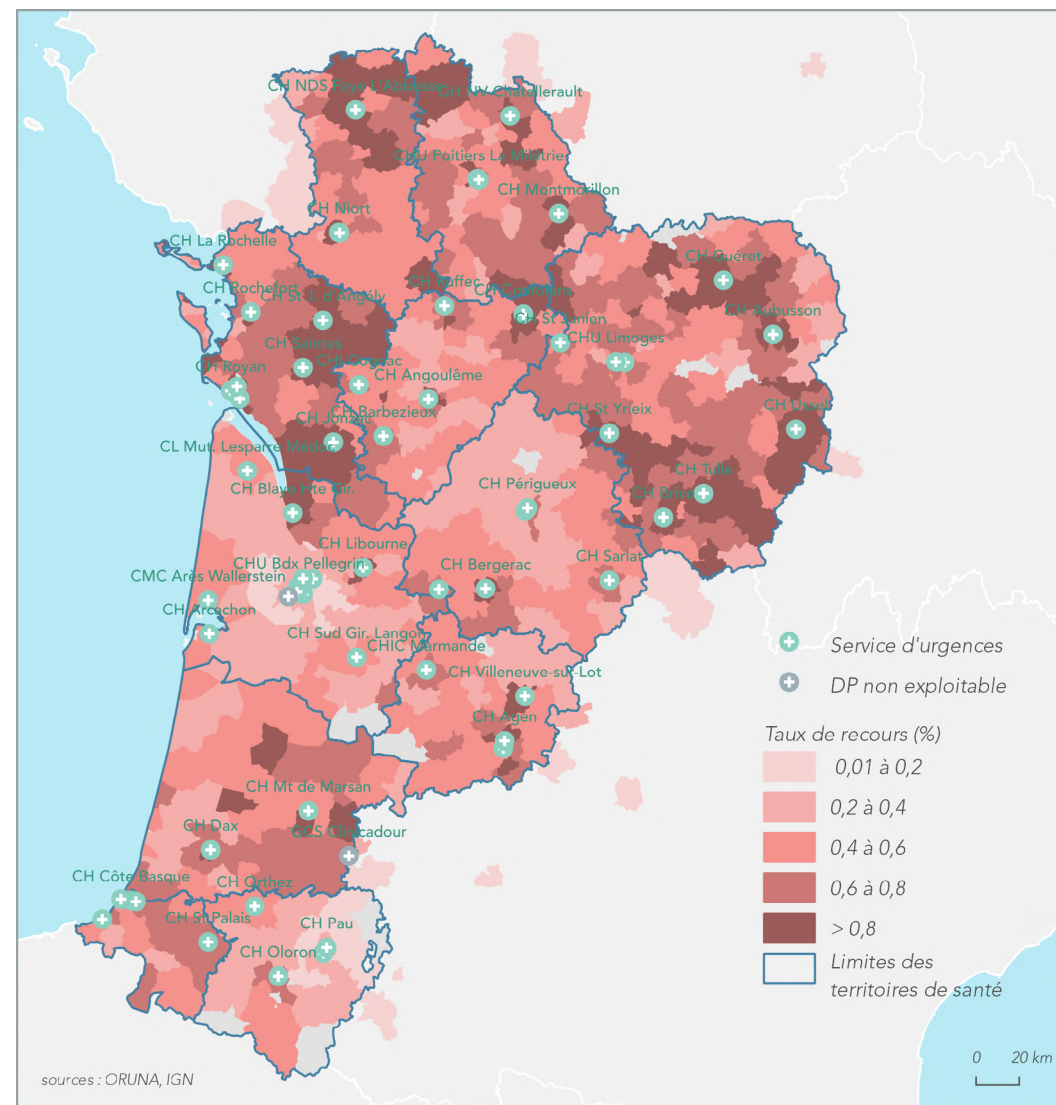 CH NDS Faye L'Abbesse
CH NV Chatellerault
CHU Poitiers La Miletrie
CH Montmorillon
CH Niort
CH La Rochelle
CH Guéret
CH Ruffec
CH Rochefort
CH St J. d'Angély
CH Confolens
CH Aubusson
CH St Junien
CHU Limoges
CH Saintes
CHI Cognac
CH Royan
CH Angoulême
CH Barbezieux
CH St Yrieix
CH Ussel
CH Jonzac
CL Mut. Lesparre Médoc
CH Tulle
CH Blaye Hte Gir.
CH Périgueux
CH Brive
CH Libourne
CH Sarlat
CHU Bdx Pellegrin
CH Bergerac
CMC Arès Wallerstein
CH Arcachon
CH Sud Gir. Langon
CHIC Marmande
CH Villeneuve-sur-Lot
CH Agen
CH Mt de Marsan
CH Dax
GCS Clinicadour
CH Côte Basque
CH Orthez
CH St Palais
CH Pau
CH Oloron
Service d'urgences
DP non exploitable
Taux de recours (%)
0,01 à 0,2
0,2 à 0,4
0,4 à 0,6
0,6 à 0,8
> 0,8
Limites des
territoires de santé
0 20 km
sources : ORUNA, IGN